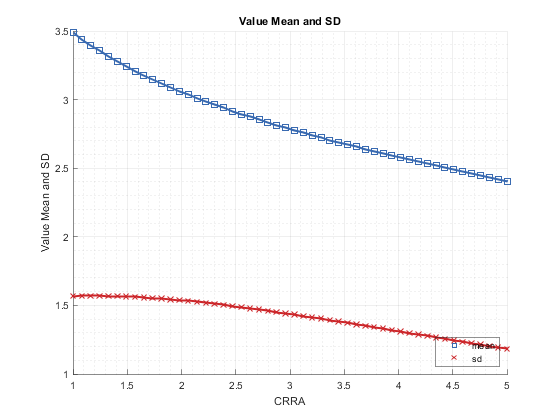 Value Mean and SD
3.5
3
2.5
2
1.5
1
Value Mean and SD
1 1.5 2 2.5 3 3.5 4 4.5 5
CRRA
mean
sd